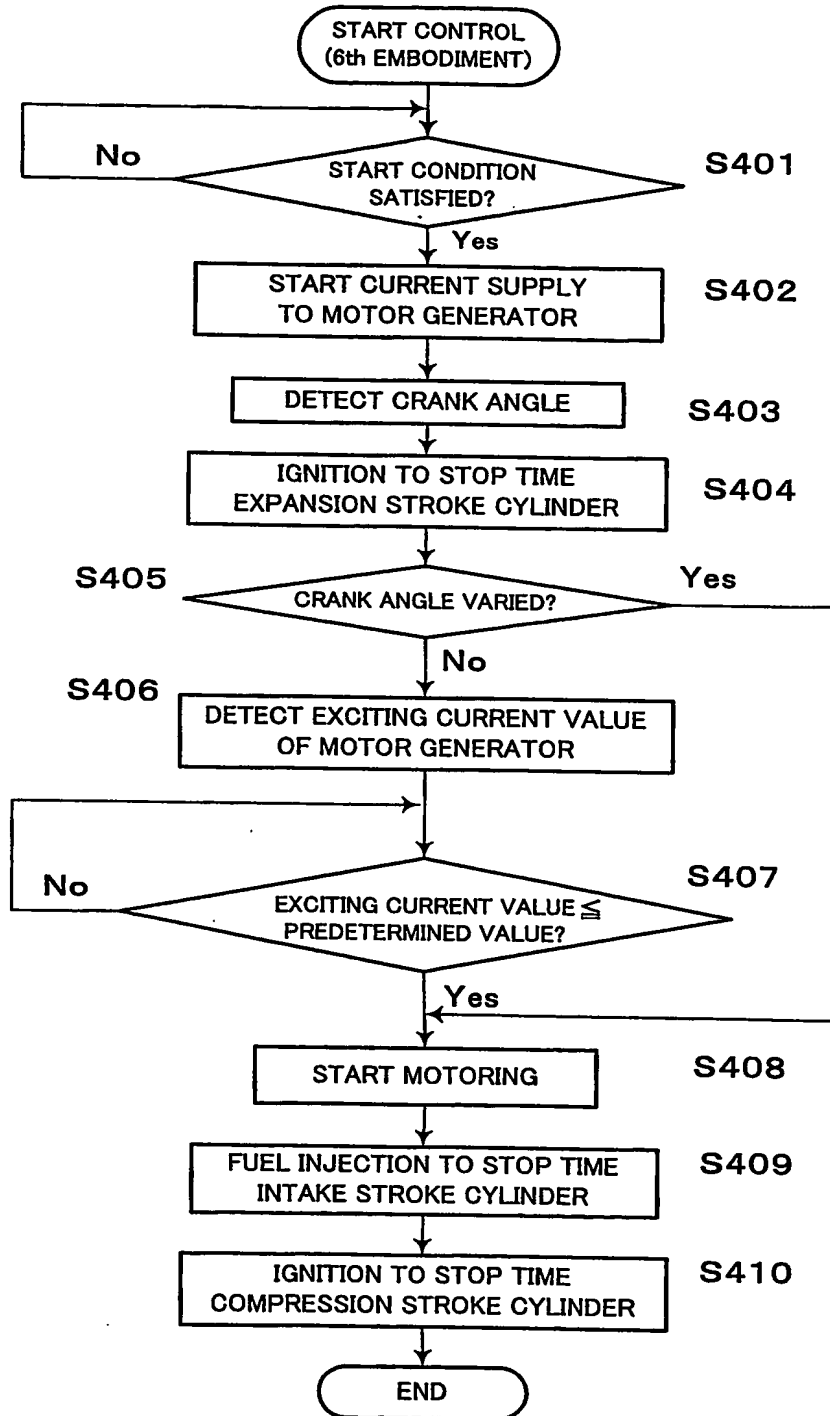 START CONTROL
(6th EMBODIMENT)
No
START CONDITION
SATISFIED?
S401
Yes
START CURRENT SUPPLY
TO MOTOR GENERATOR
S402
DETECT CRANK ANGLE
S403
IGNITION TO STOP TIME
EXPANSION STROKE CYLINDER
S404
S405
CRANK ANGLE VARIED?
Yes
No
S406
DETECT EXCITING CURRENT VALUE
OF MOTOR GENERATOR
No
EXCITING CURRENT VALUE ≦
PREDETERMINED VALUE?
S407
Yes
START MOTORING
S408
FUEL INJECTION TO STOP TIME
INTAKE STROKE CYLINDER
S409
IGNITION TO STOP TIME
COMPRESSION STROKE CYLINDER
S410
END